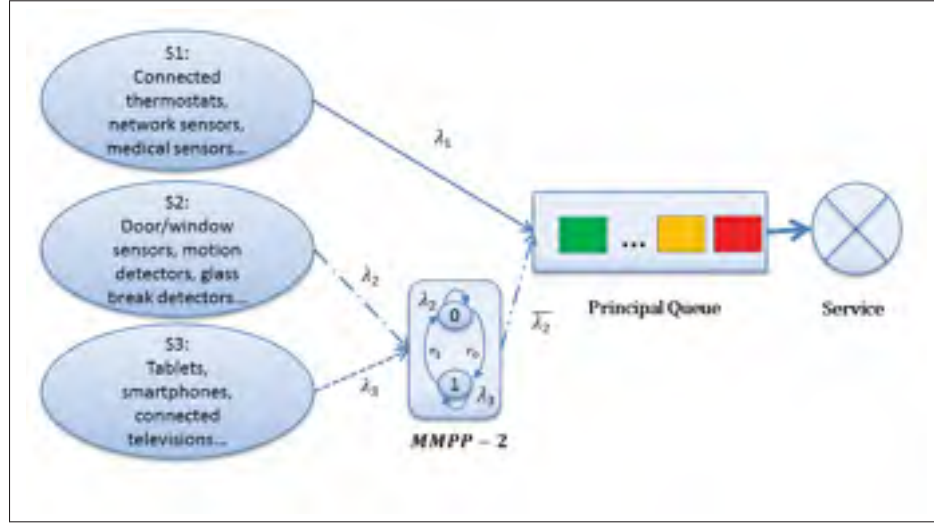 S1:
Connected
thermostats,
network sensors,
medical sensors...
λ₁
S2:
Door/window
sensors, motion
detectors, glass
break detectors...
λ₂
S3:
Tablets,
smartphones,
connected
televisions...
λ₃
λ₂
0
r₁ r₀
1
λ₃
MMPP − 2
λ̅₂
...
Principal Queue
Service